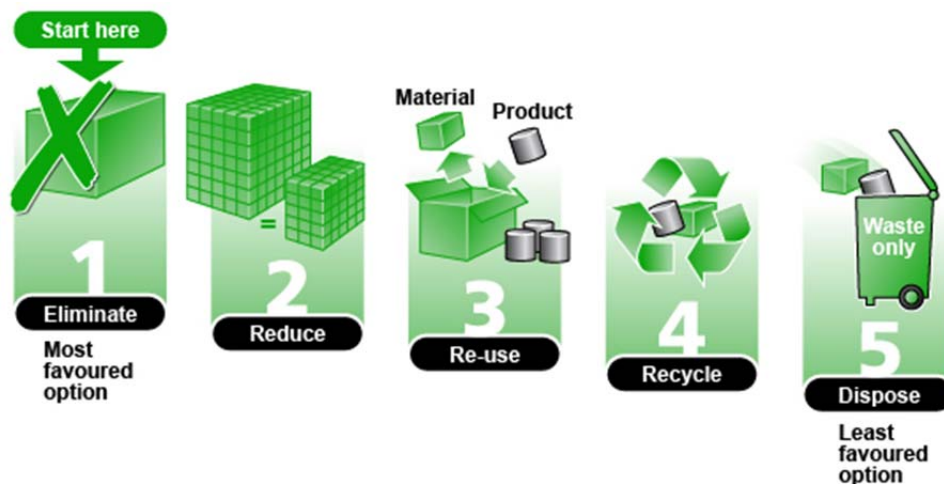 Start here
1
Eliminate
Most
favoured
option
=
2
Reduce
Material
Product
3
Re-use
4
Recycle
Waste
only
5
Dispose
Least
favoured
option